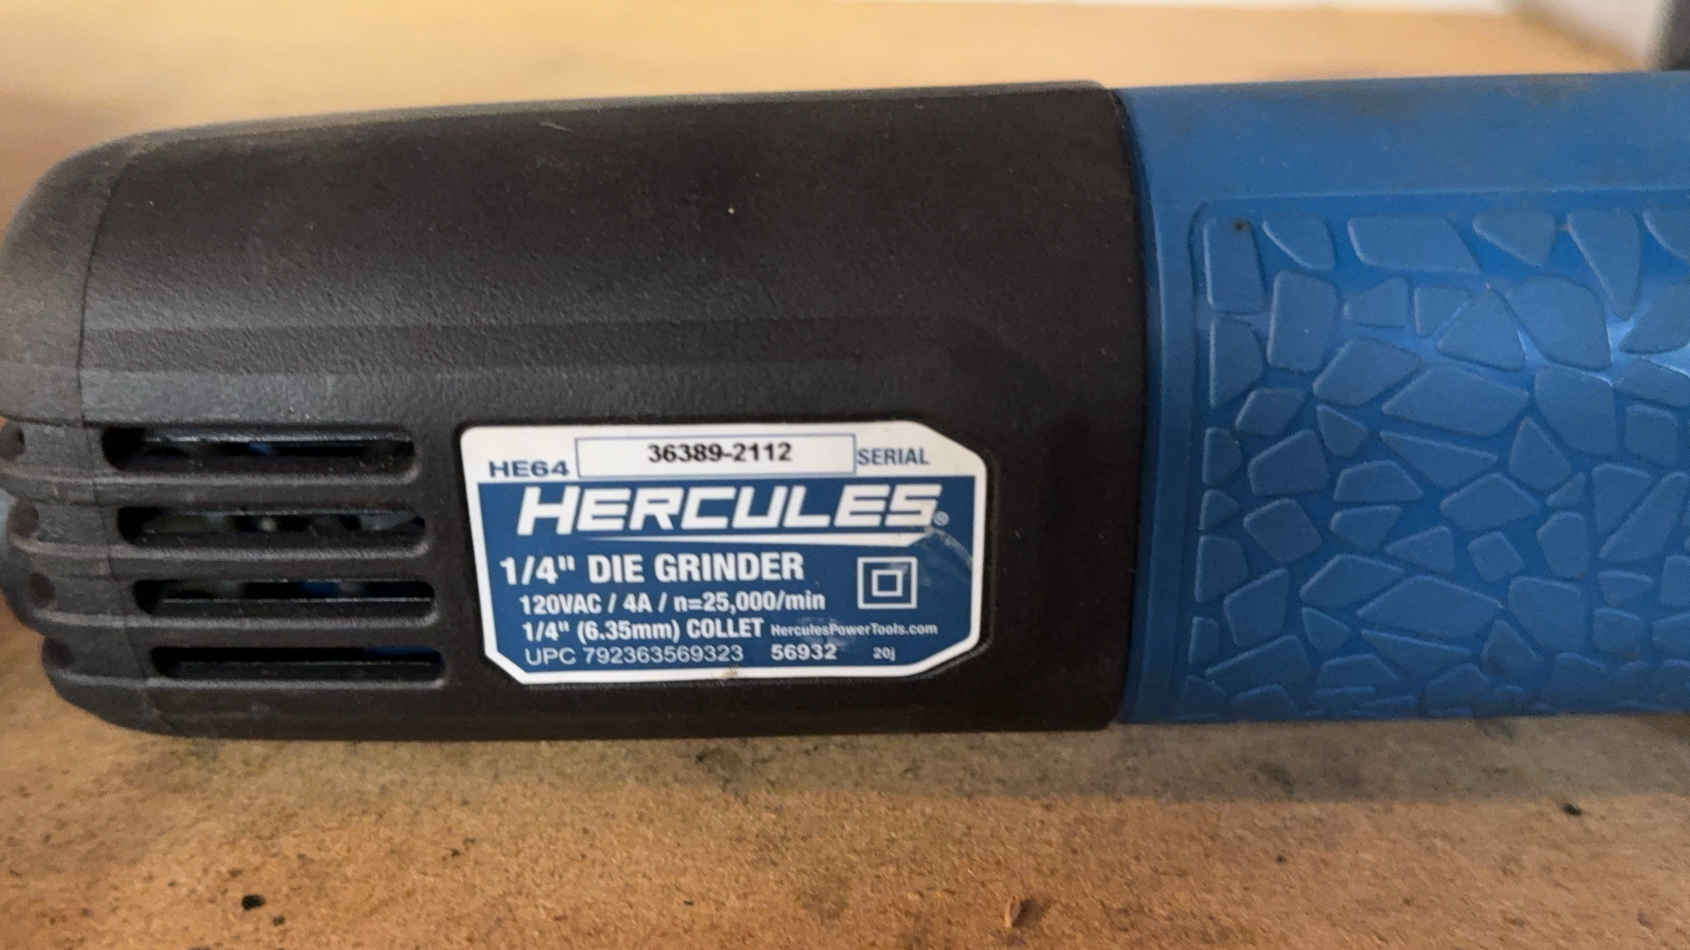 HE64 36389-2112 SERIAL
HERCULES®
1/4" DIE GRINDER
120VAC / 4A / n=25,000/min
1/4" (6.35mm) COLLET HerculesPowerTools.com
UPC 792363569323 56932 20j